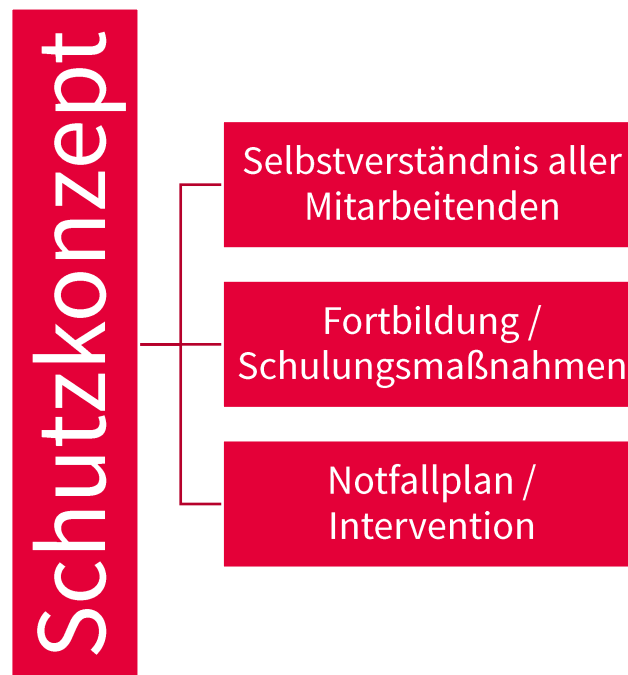 Schutzkonzept
Selbstverständnis aller
Mitarbeitenden
Fortbildung /
Schulungsmaßnahmen
Notfallplan /
Intervention